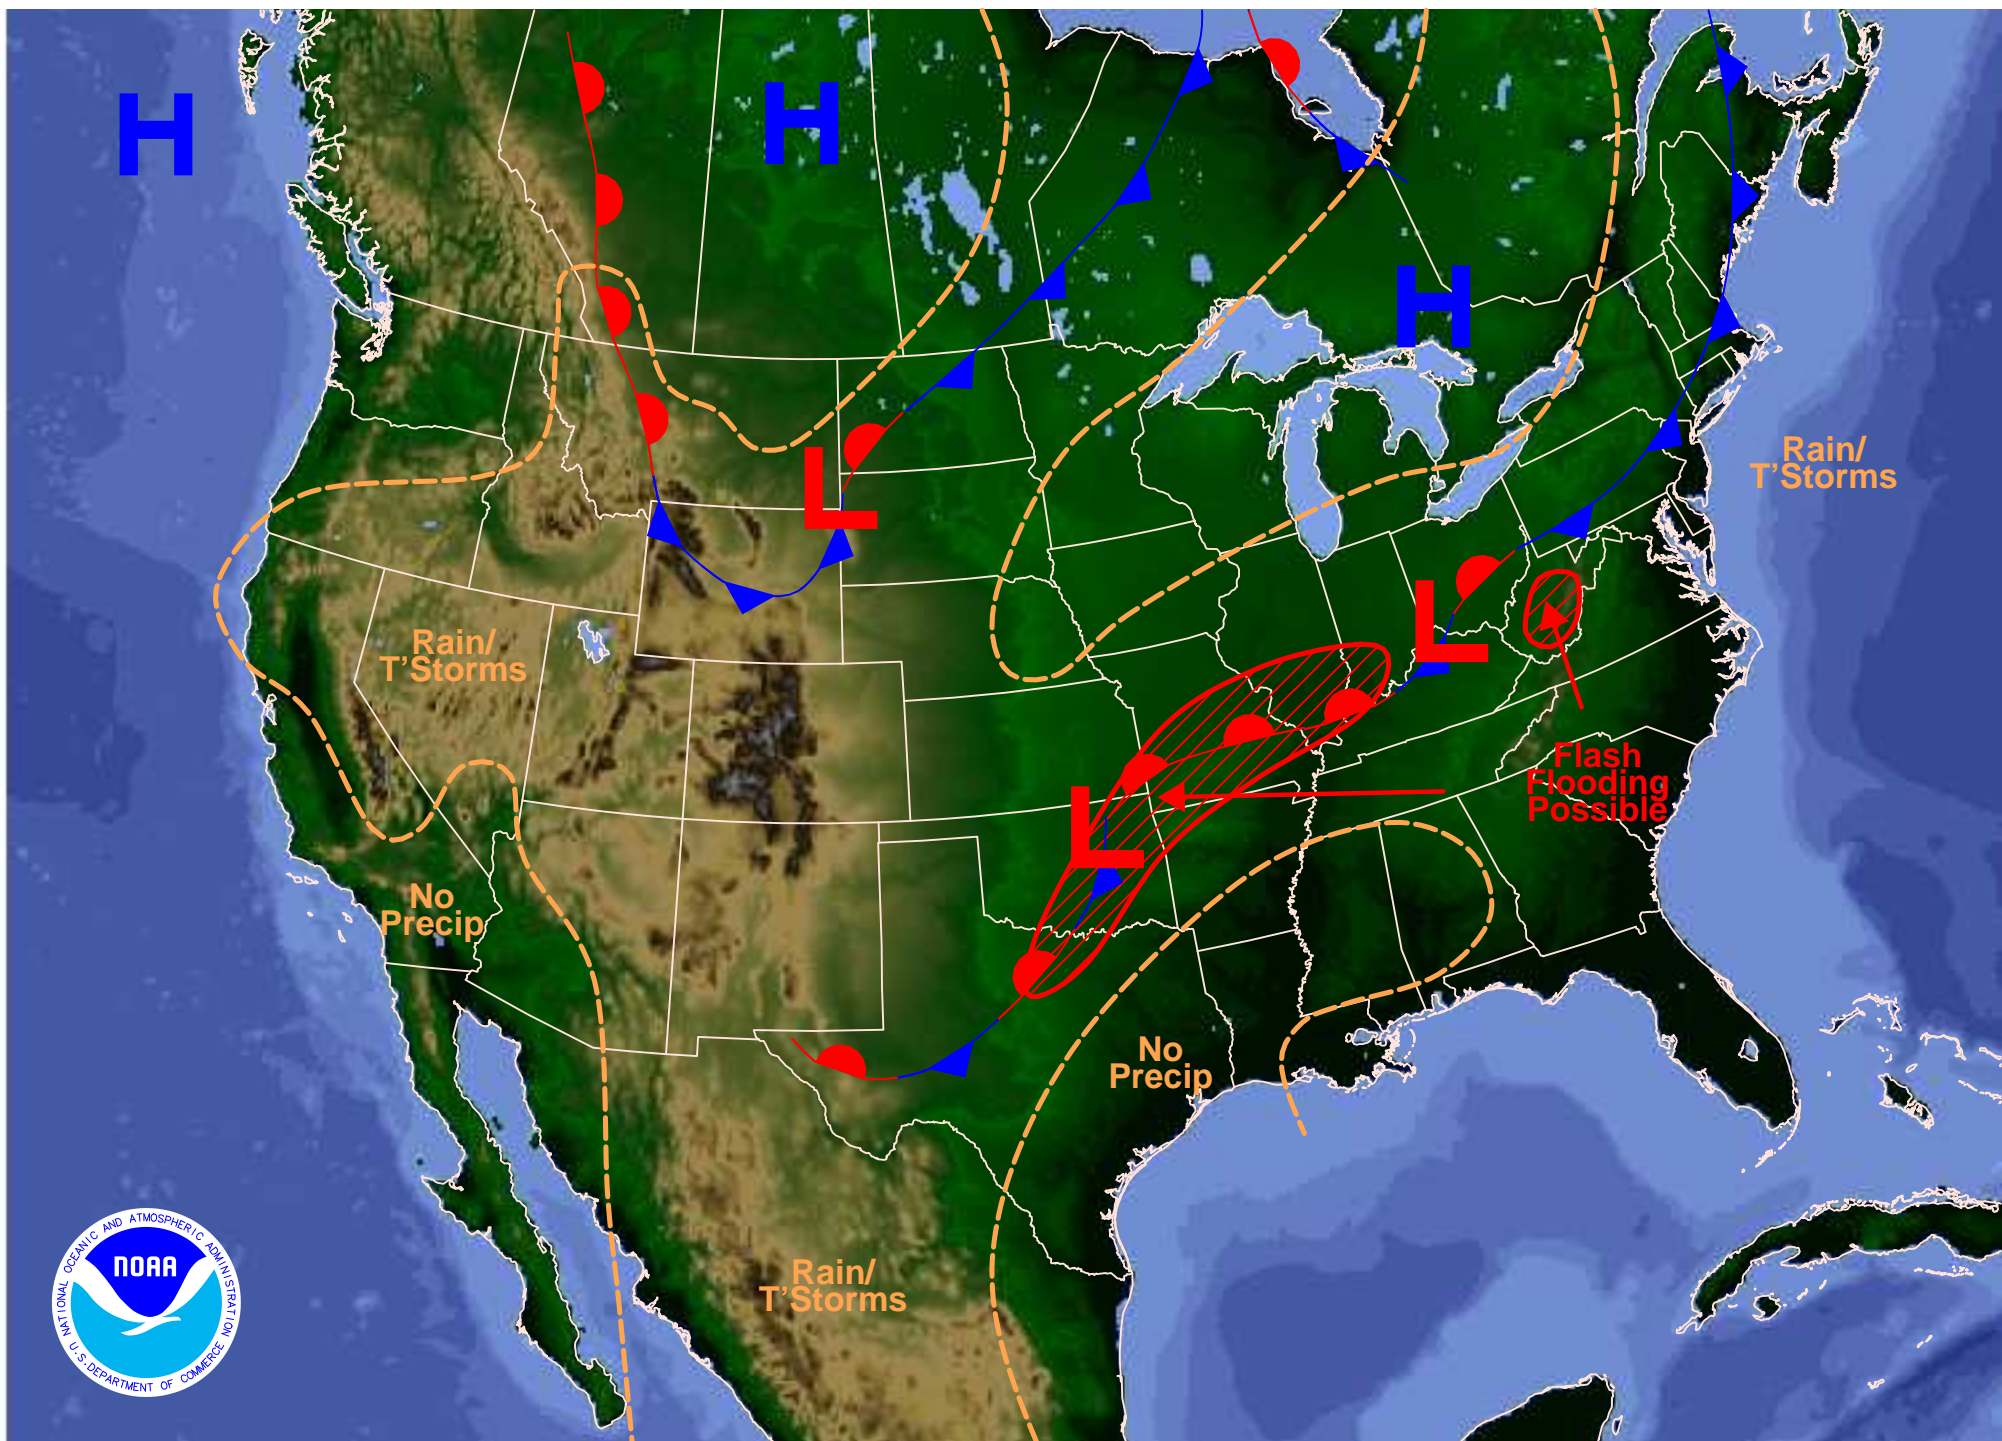 H
H
H
L
Rain/
T'Storms
L
Rain/
T'Storms
Flash
Flooding
Possible
L
No
Precip
No
Precip
Rain/
T'Storms
NATIONAL OCEANIC AND ATMOSPHERIC ADMINISTRATION
NOAA
U.S. DEPARTMENT OF COMMERCE